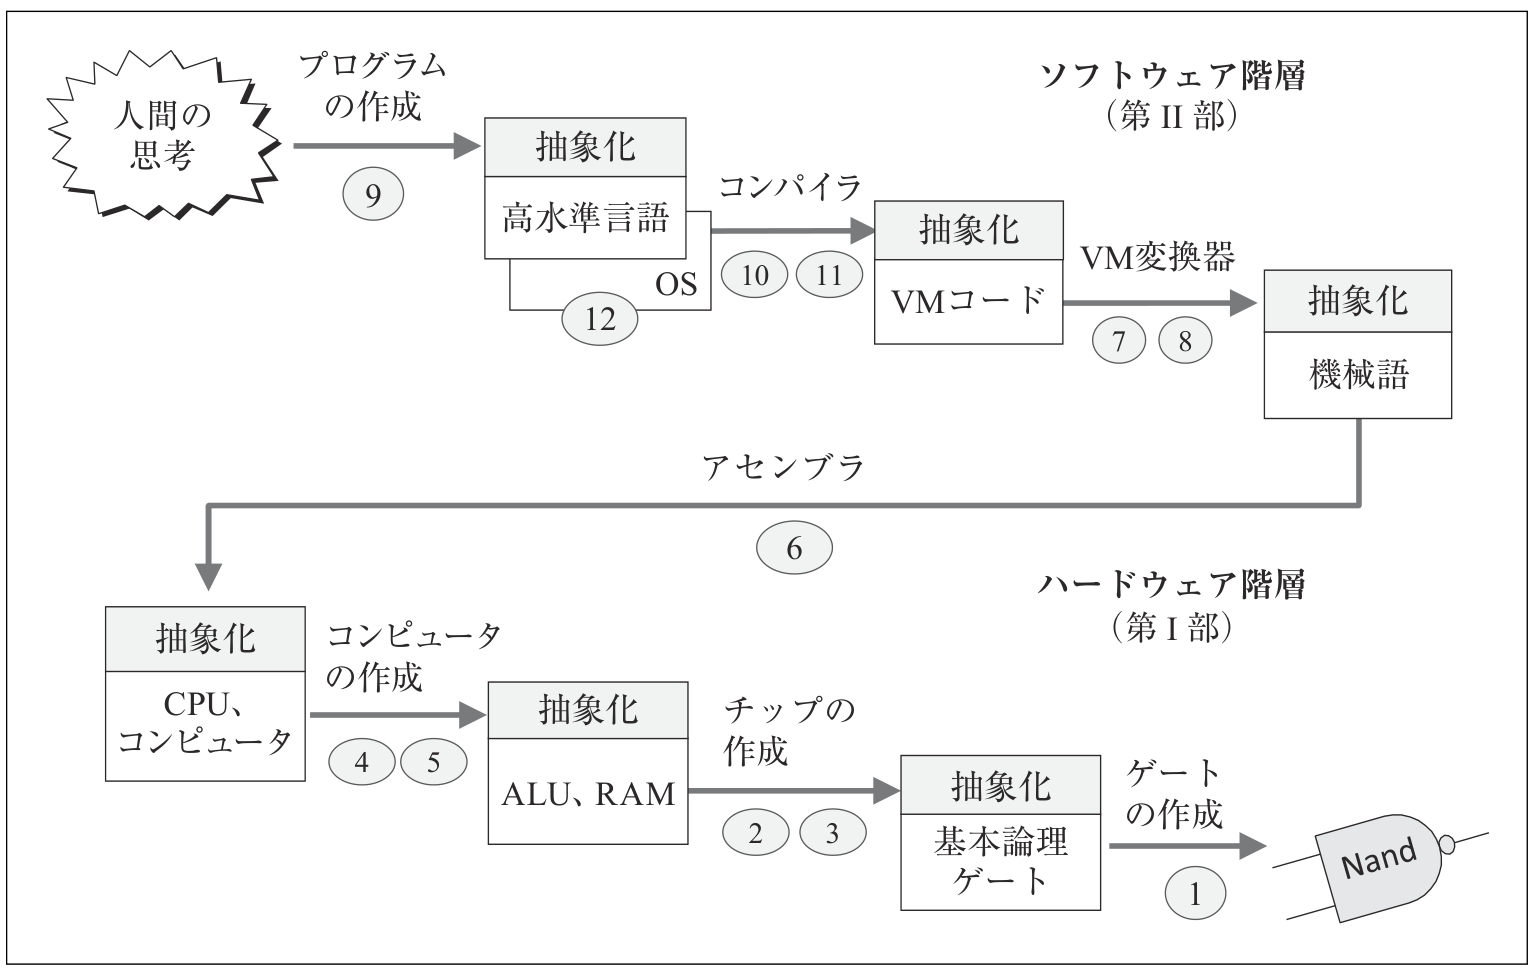 人間の
思考
プログラム
の作成
9
ソフトウェア階層
（第 II 部）
抽象化
高水準言語
OS
12
コンパイラ
10 11
抽象化
VMコード
VM変換器
7 8
抽象化
機械語
アセンブラ
6
ハードウェア階層
（第 I 部）
抽象化
CPU、
コンピュータ
コンピュータ
の作成
4 5
抽象化
ALU、RAM
チップの
作成
2 3
抽象化
基本論理
ゲート
ゲート
の作成
1
Nand